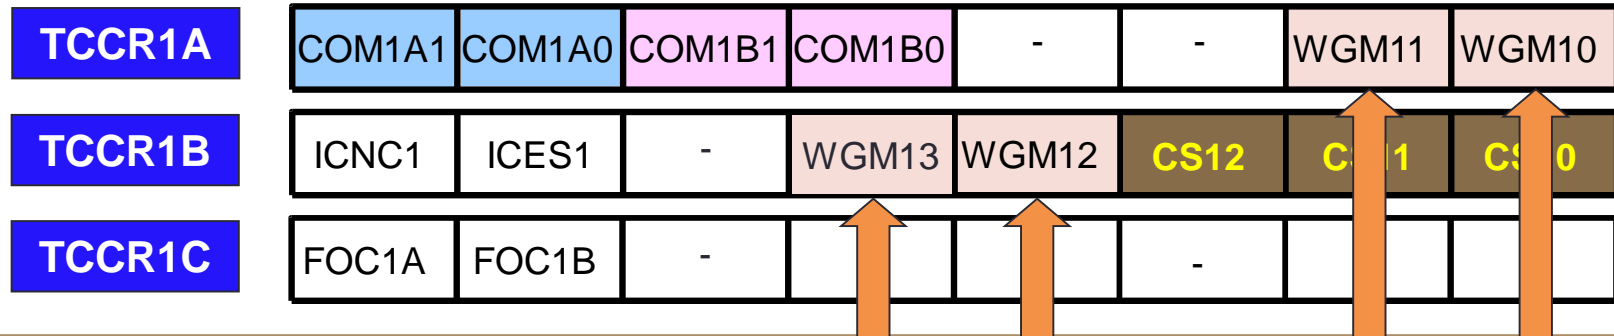 TCCR1A COM1A1 COM1A0 COM1B1 COM1B0 - - WGM11 WGM10
TCCR1B ICNC1 ICES1 - WGM13 WGM12 CS12
TCCR1C FOC1A FOC1B - -